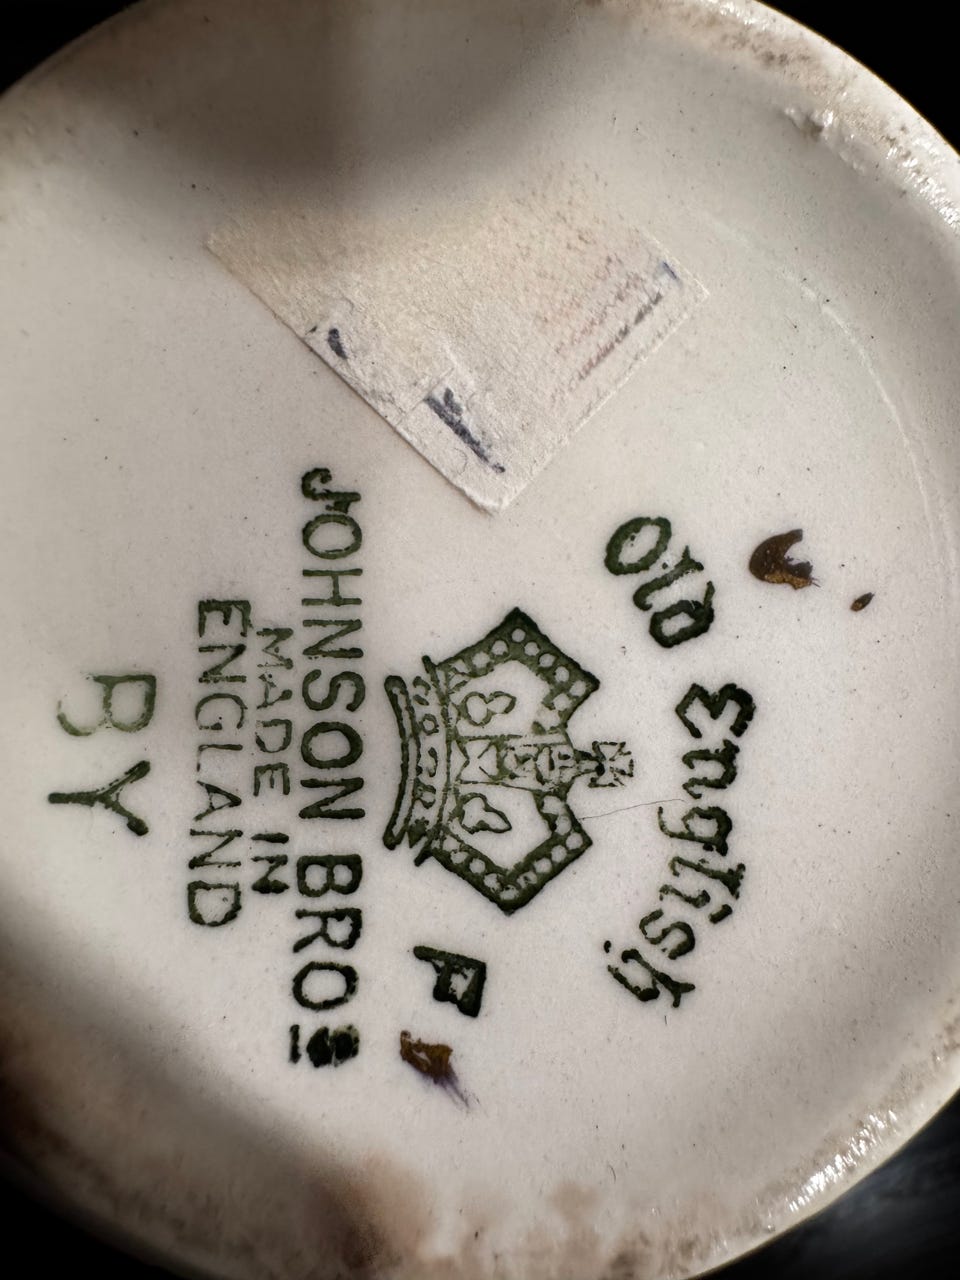 Old English
P
JOHNSON BROS
MADE IN
ENGLAND
BY